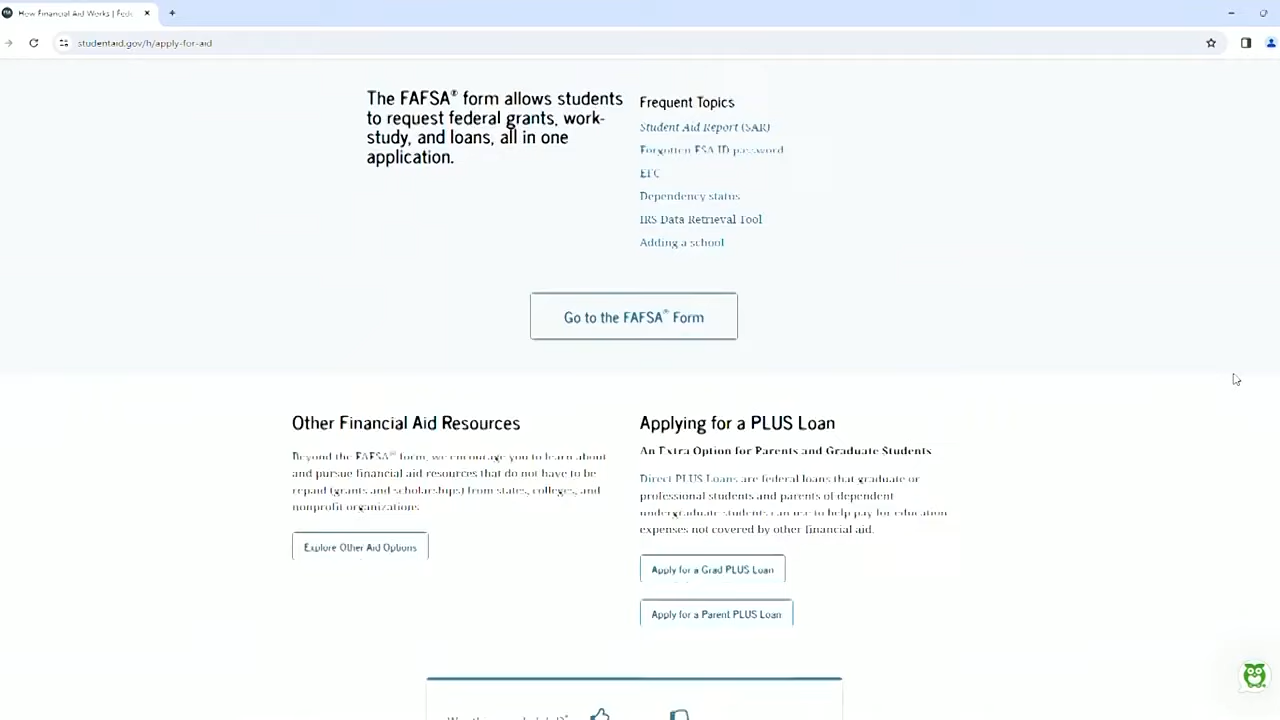 How Financial Aid Works | Fede
studentaid.gov/h/apply-for-aid
The FAFSA® form allows students
to request federal grants, work-
study, and loans, all in one
application.
Frequent Topics
Student Aid Report (SAR)
Forgotten FSA ID password
EFC
Dependency status
IRS Data Retrieval Tool
Adding a school
Go to the FAFSA® Form
Other Financial Aid Resources
Beyond the FAFSA® form, we encourage you to learn about
and pursue financial aid resources that do not have to be
repaid (grants and scholarships) from states, colleges, and
nonprofit organizations.
Explore Other Aid Options
Applying for a PLUS Loan
An Extra Option for Parents and Graduate Students
Direct PLUS Loans are federal loans that graduate or
professional students and parents of dependent
undergraduate students can use to help pay for education
expenses not covered by other financial aid.
Apply for a Grad PLUS Loan
Apply for a Parent PLUS Loan